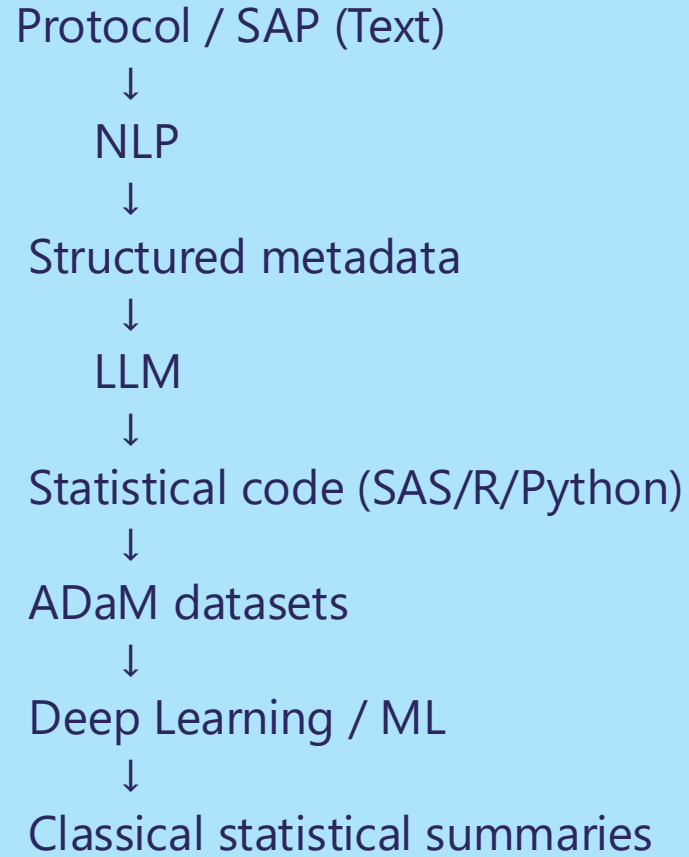 Protocol / SAP (Text)
↓
NLP
↓
Structured metadata
↓
LLM
↓
Statistical code (SAS/R/Python)
↓
ADaM datasets
↓
Deep Learning / ML
↓
Classical statistical summaries